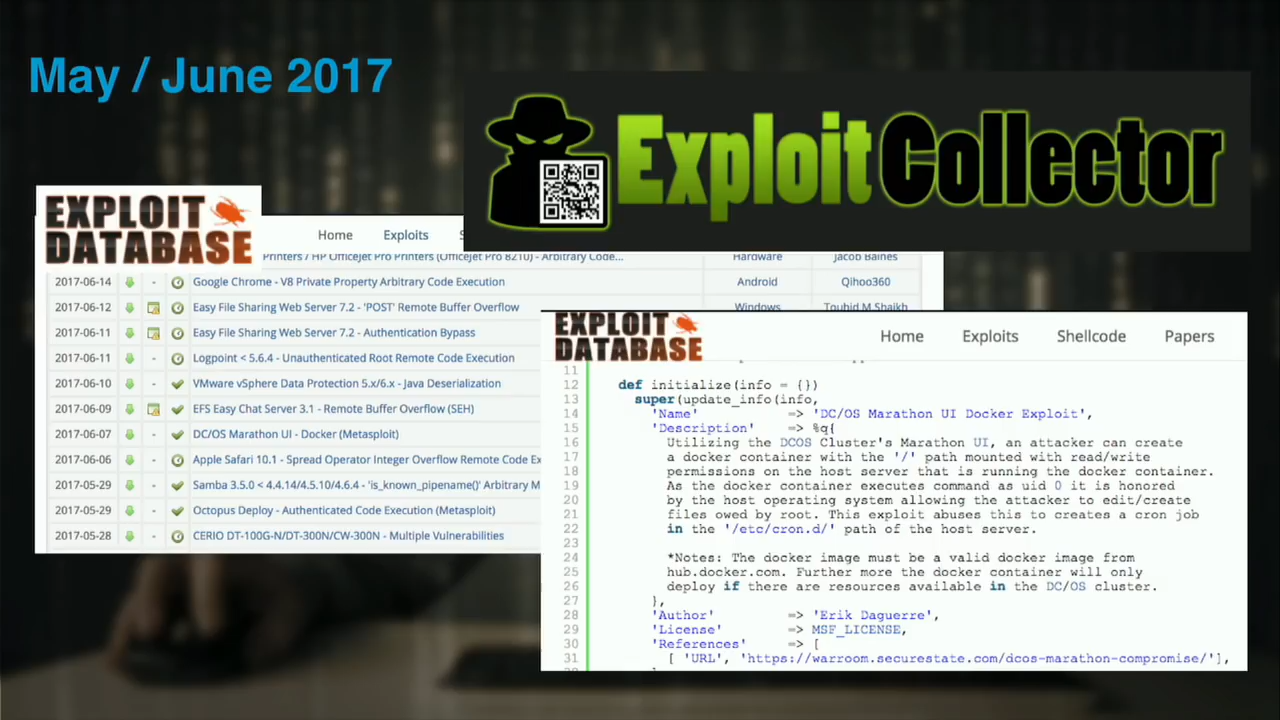 May / June 2017
Exploit Collector
EXPLOIT
DATABASE
Home Exploits S
Printers / HP OfficeJet Pro Printers (OfficeJet Pro 8210) - Arbitrary Code... Hardware Jacob Baines
2017-06-14 - Google Chrome - V8 Private Property Arbitrary Code Execution Android Qihoo360
2017-06-12 Easy File Sharing Web Server 7.2 - 'POST' Remote Buffer Overflow Windows Touhid M.Shaikh
2017-06-11 Easy File Sharing Web Server 7.2 - Authentication Bypass
2017-06-11 - Logpoint < 5.6.4 - Unauthenticated Root Remote Code Execution
2017-06-10 - VMware vSphere Data Protection 5.x/6.x - Java Deserialization
2017-06-09 EFS Easy Chat Server 3.1 - Remote Buffer Overflow (SEH)
2017-06-07 - DC/OS Marathon UI - Docker (Metasploit)
2017-06-06 - Apple Safari 10.1 - Spread Operator Integer Overflow Remote Code Ex
2017-05-29 - Samba 3.5.0 < 4.4.14/4.5.10/4.6.4 - 'is_known_pipename()' Arbitrary M
2017-05-29 - Octopus Deploy - Authenticated Code Execution (Metasploit)
2017-05-28 - CERIO DT-100G-N/DT-300N/CW-300N - Multiple Vulnerabilities
EXPLOIT
DATABASE
Home Exploits Shellcode Papers
11
12 def initialize(info = {})
13 super(update_info(info,
14 'Name' => 'DC/OS Marathon UI Docker Exploit',
15 'Description' => %q{
16 Utilizing the DCOS Cluster's Marathon UI, an attacker can create
17 a docker container with the '/' path mounted with read/write
18 permissions on the host server that is running the docker container.
19 As the docker container executes command as uid 0 it is honored
20 by the host operating system allowing the attacker to edit/create
21 files owed by root. This exploit abuses this to creates a cron job
22 in the '/etc/cron.d/' path of the host server.
23
24 *Notes: The docker image must be a valid docker image from
25 hub.docker.com. Further more the docker container will only
26 deploy if there are resources available in the DC/OS cluster.
27 },
28 'Author' => 'Erik Daguerre',
29 'License' => MSF_LICENSE,
30 'References' => [
31 [ 'URL', 'https://warroom.securestate.com/dcos-marathon-compromise/'],